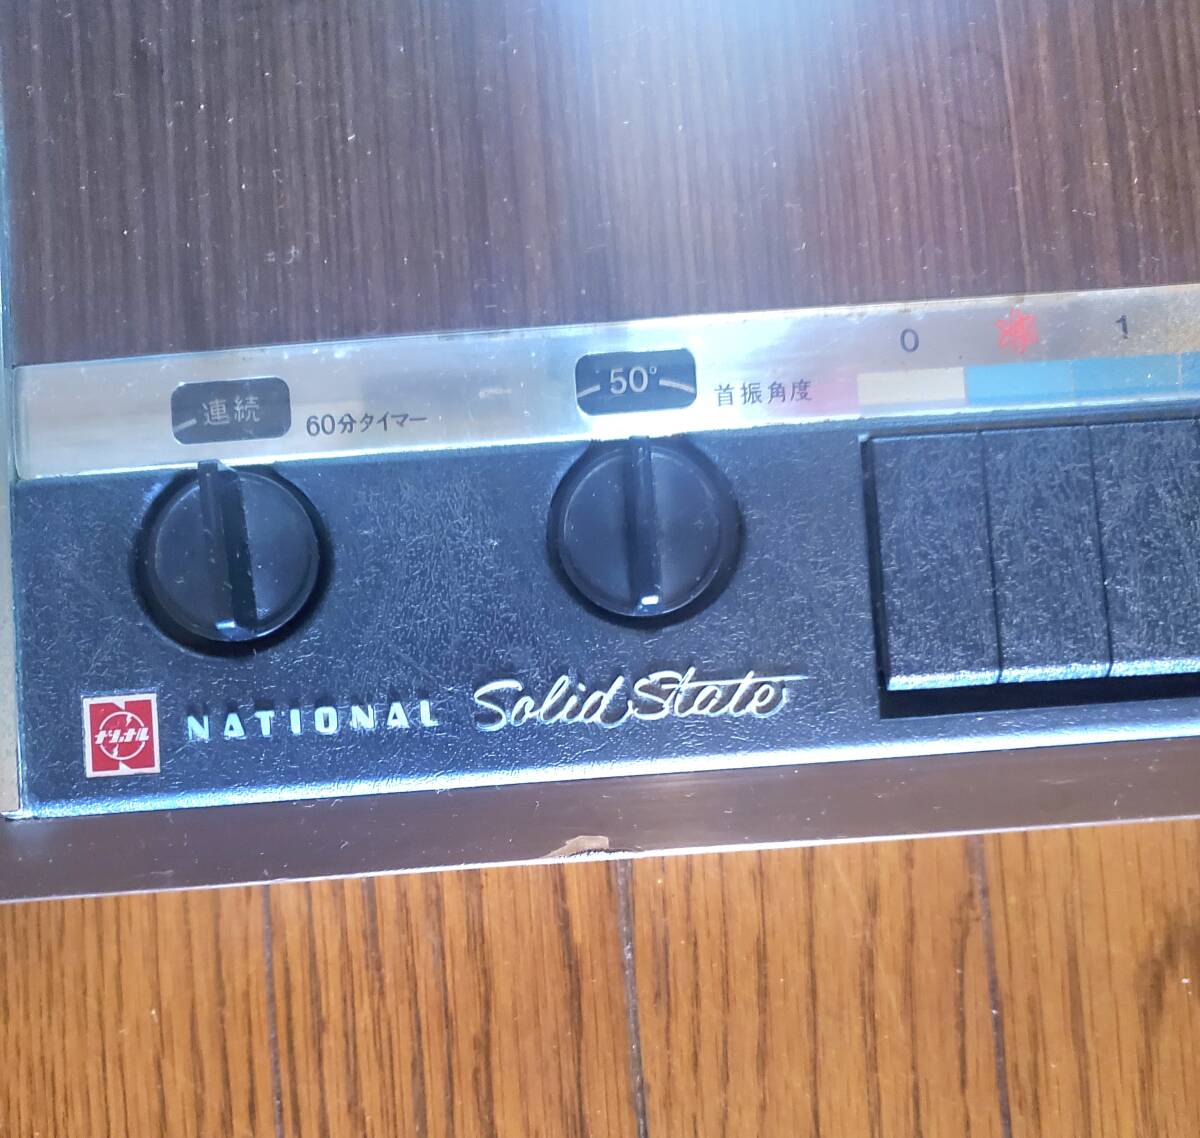 0 微 1
50° 首振角度
連続 60分タイマー
ナショナル NATIONAL Solid State